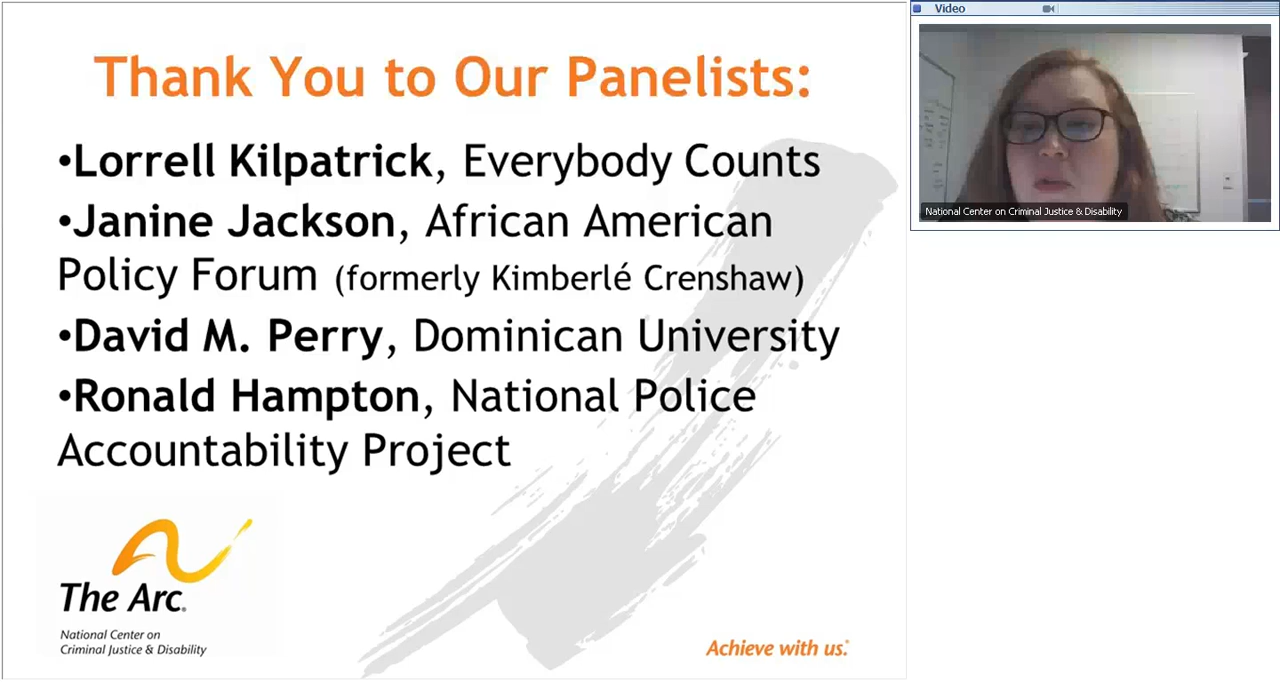 Thank You to Our Panelists:
•Lorrell Kilpatrick, Everybody Counts
•Janine Jackson, African American
Policy Forum (formerly Kimberlé Crenshaw)
•David M. Perry, Dominican University
•Ronald Hampton, National Police
Accountability Project
The Arc®
National Center on
Criminal Justice & Disability
Achieve with us.®
Video
National Center on Criminal Justice & Disability